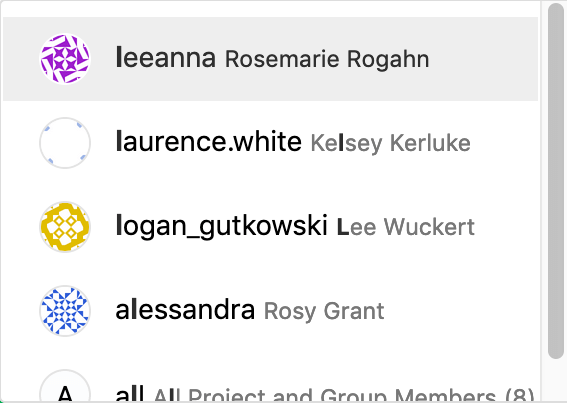 leeanna Rosemarie Rogahn
laurence.white Kelsey Kerluke
logan_gutkowski Lee Wuckert
alessandra Rosy Grant
A all All Project and Group Members (8)